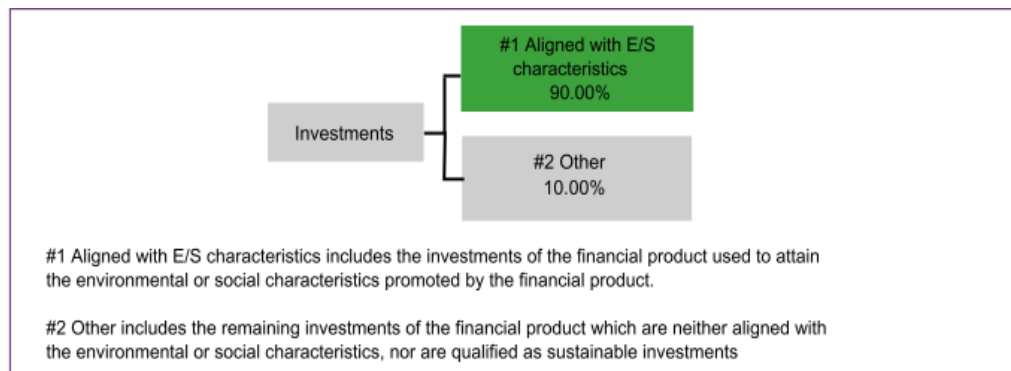 #1 Aligned with E/S
characteristics
90.00%
Investments
#2 Other
10.00%
#1 Aligned with E/S characteristics includes the investments of the financial product used to attain
the environmental or social characteristics promoted by the financial product.
#2 Other includes the remaining investments of the financial product which are neither aligned with
the environmental or social characteristics, nor are qualified as sustainable investments